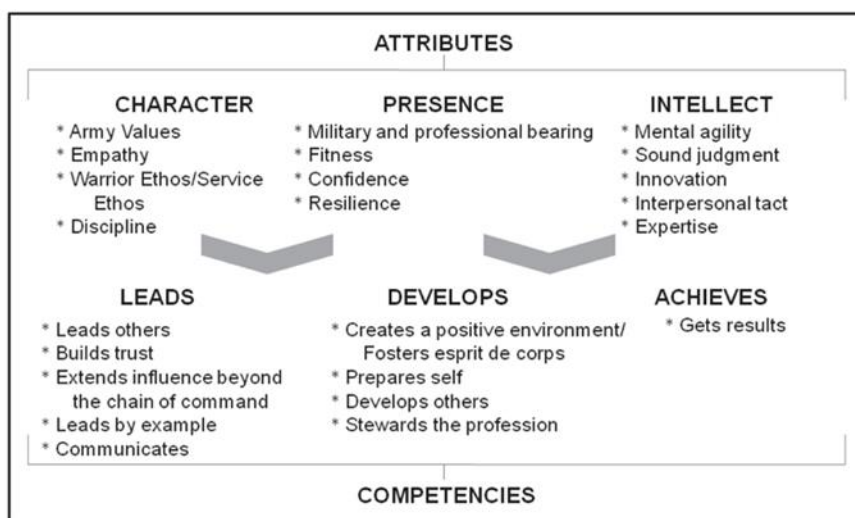 ATTRIBUTES
CHARACTER
* Army Values
* Empathy
* Warrior Ethos/Service
Ethos
* Discipline
PRESENCE
* Military and professional bearing
* Fitness
* Confidence
* Resilience
INTELLECT
* Mental agility
* Sound judgment
* Innovation
* Interpersonal tact
* Expertise
LEADS
* Leads others
* Builds trust
* Extends influence beyond
the chain of command
* Leads by example
* Communicates
DEVELOPS
* Creates a positive environment/
Fosters esprit de corps
* Prepares self
* Develops others
* Stewards the profession
ACHIEVES
* Gets results
COMPETENCIES